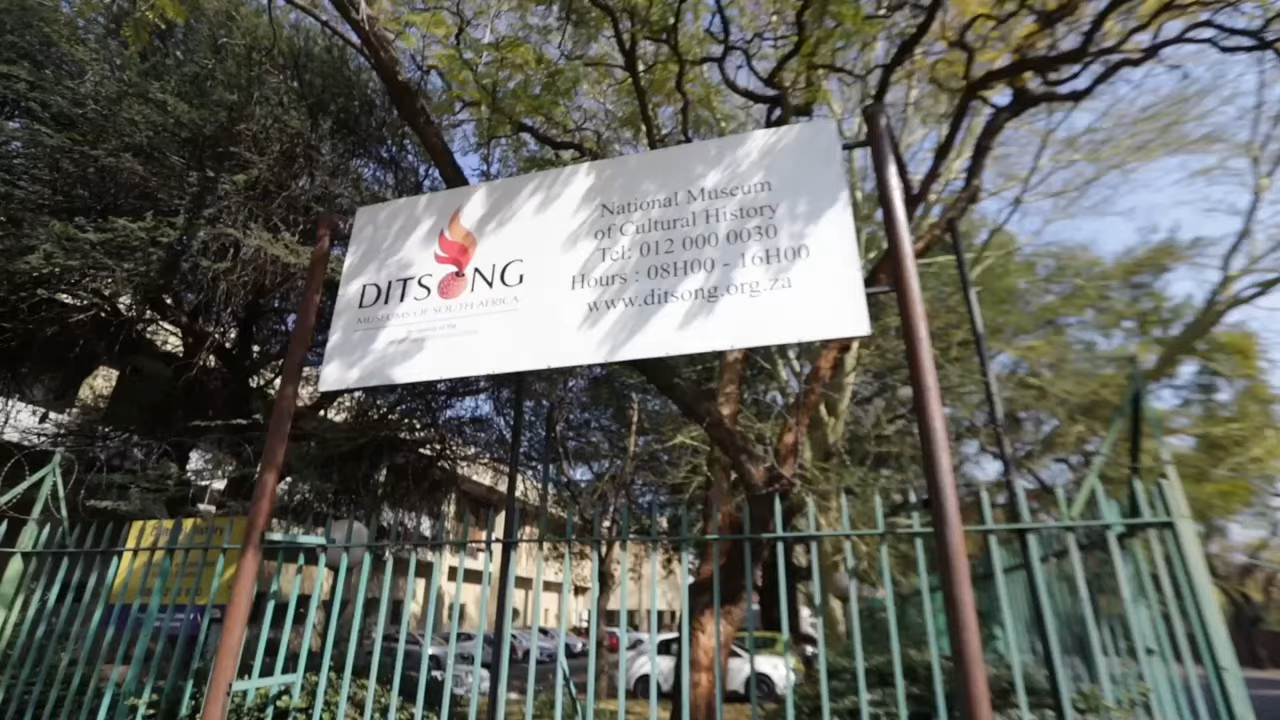 DITSONG
MUSEUMS OF SOUTH AFRICA
National Museum
of Cultural History
Tel: 012 000 0030
Hours : 08H00 - 16H00
www.ditsong.org.za